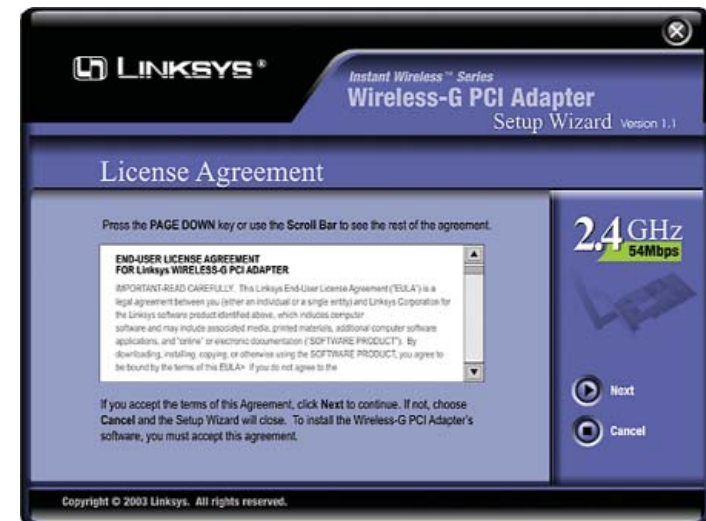 LINKSYS®
Instant Wireless™ Series
Wireless-G PCI Adapter
Setup Wizard Version 1.1
License Agreement
Press the PAGE DOWN key or use the Scroll Bar to see the rest of the agreement.
END-USER LICENSE AGREEMENT
FOR Linksys WIRELESS-G PCI ADAPTER
IMPORTANT-READ CAREFULLY: This Linksys End-User License Agreement ("EULA") is a
legal agreement between you (either an individual or a single entity) and Linksys Corporation for
the Linksys software product identified above, which includes computer
software and may include associated media, printed materials, additional computer software
applications, and "online" or electronic documentation ("SOFTWARE PRODUCT"). By
downloading, installing, copying, or otherwise using the SOFTWARE PRODUCT, you agree to
be bound by the terms of this EULA+ If you do not agree to the
2.4 GHz
54Mbps
If you accept the terms of this Agreement, click Next to continue. If not, choose
Cancel and the Setup Wizard will close. To install the Wireless-G PCI Adapter's
software, you must accept this agreement.
Next
Cancel
Copyright © 2003 Linksys. All rights reserved.